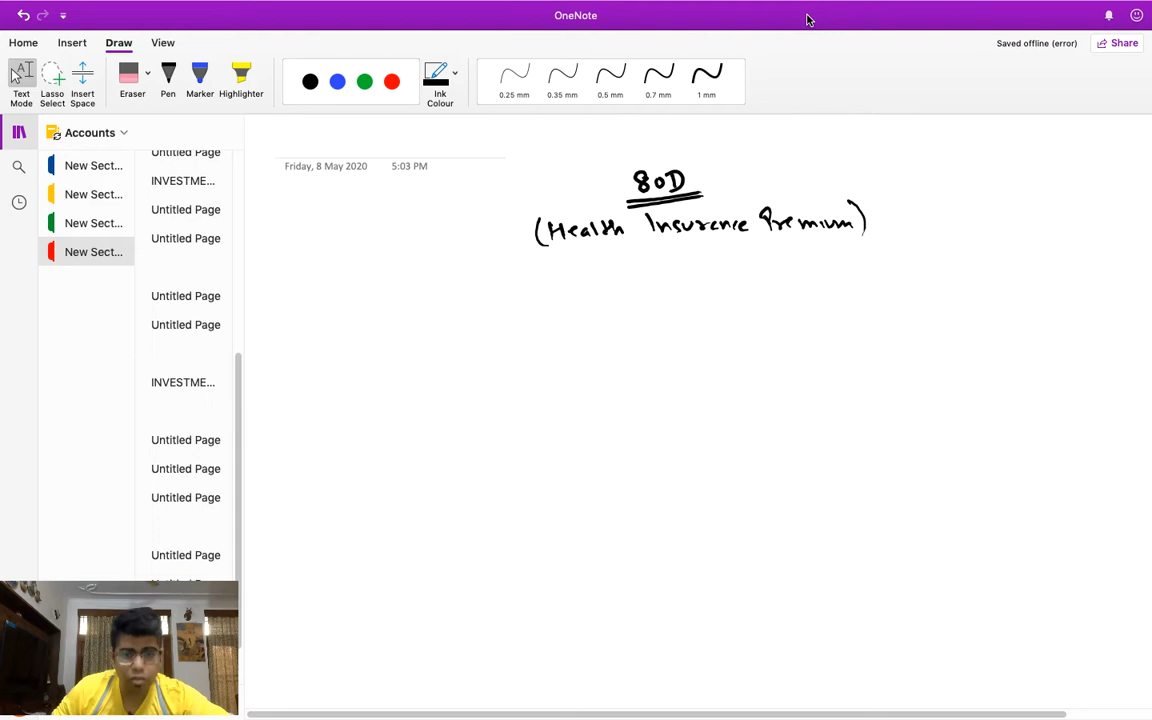 OneNote
Home Insert Draw View
Saved offline (error) Share
Text Mode
Lasso Select
Insert Space
Eraser
Pen
Marker
Highlighter
Ink Colour
0.25 mm 0.35 mm 0.5 mm 0.7 mm 1 mm
Accounts
New Sect...
New Sect...
New Sect...
New Sect...
Untitled Page
INVESTME...
Untitled Page
Untitled Page
Untitled Page
Untitled Page
INVESTME...
Untitled Page
Untitled Page
Untitled Page
Untitled Page
Friday, 8 May 2020 5:03 PM
80D
(Health Insurance Premium)